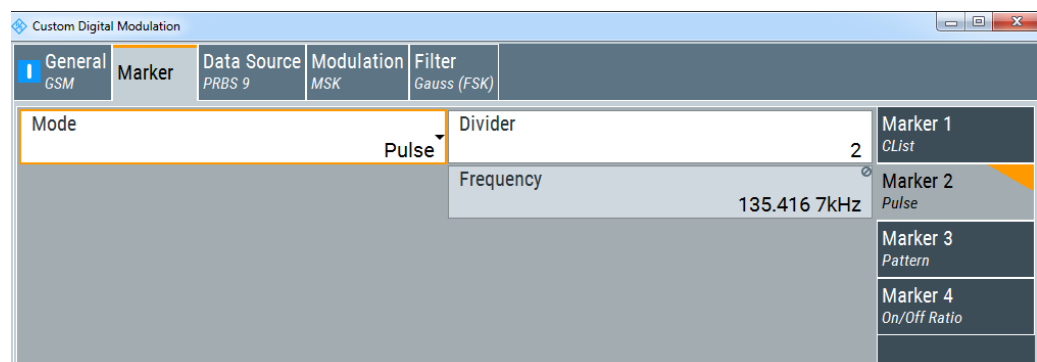 Custom Digital Modulation
General
GSM
Marker
Data Source
PRBS 9
Modulation
MSK
Filter
Gauss (FSK)
Mode
Pulse
Divider
2
Frequency
135.416 7kHz
Marker 1
CList
Marker 2
Pulse
Marker 3
Pattern
Marker 4
On/Off Ratio